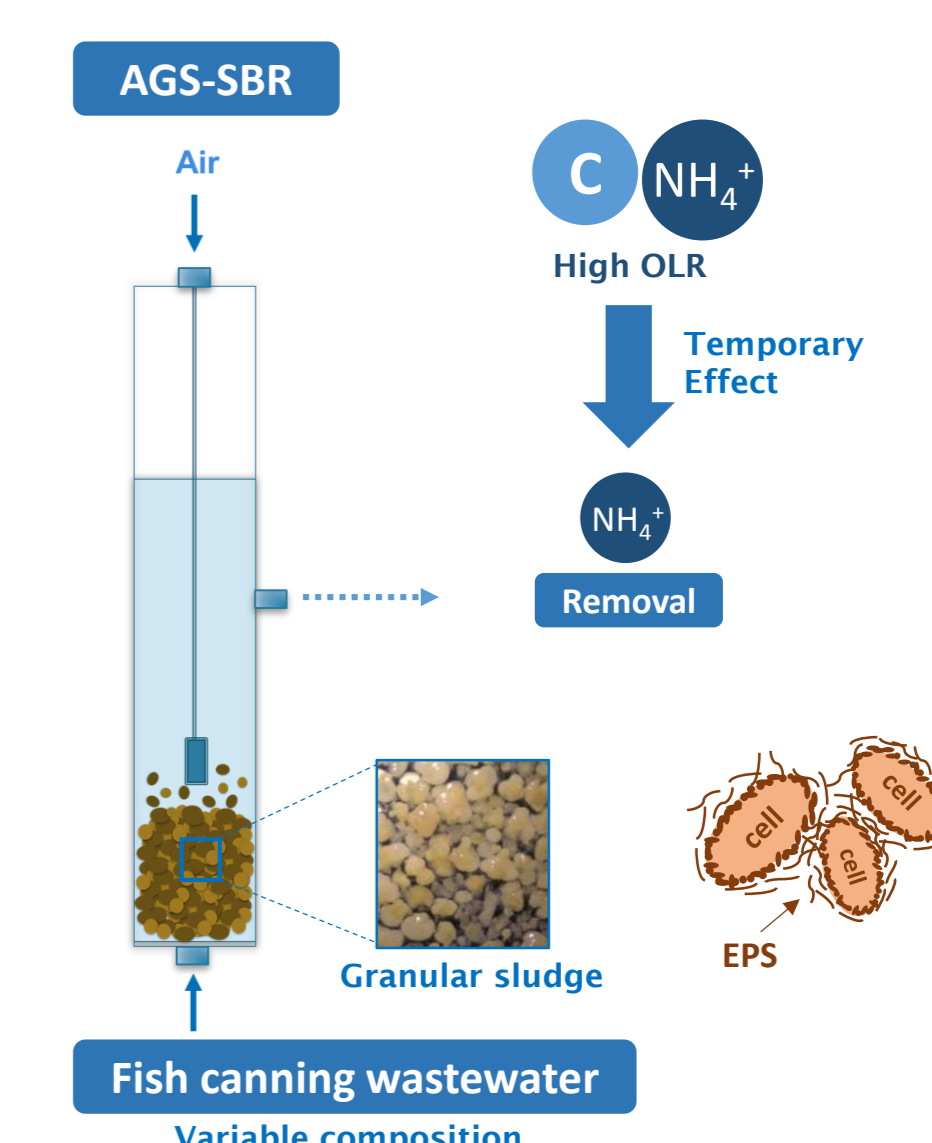 AGS-SBR
Air
C
NH₄⁺
High OLR
Temporary
Effect
NH₄⁺
Removal
cell
cell
cell
EPS
Granular sludge
Fish canning wastewater
Variable composition